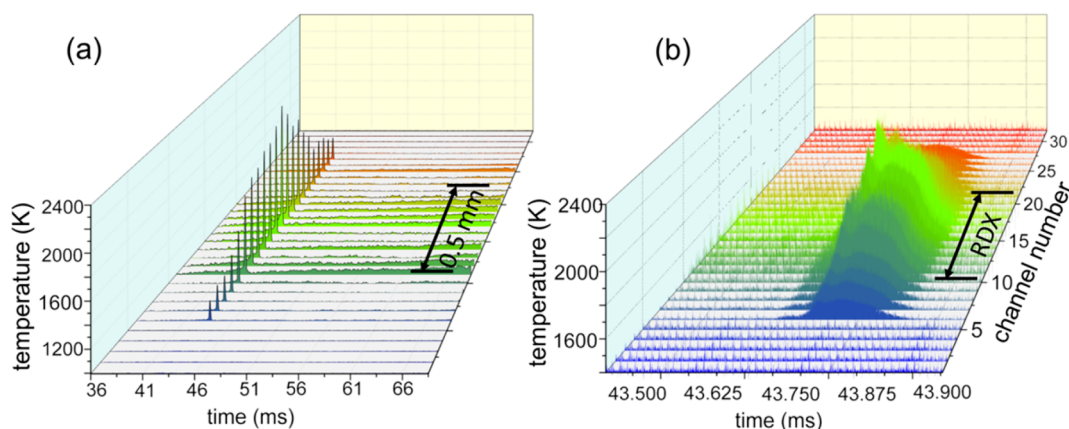 (a)
0.5 mm
2400
2000
1600
1200
temperature (K)
36 41 46 51 56 61 66
time (ms)
(b)
RDX
30
25
20
15
10
5
channel number
2400
2000
1600
temperature (K)
43.500 43.625 43.750 43.875 43.900
time (ms)